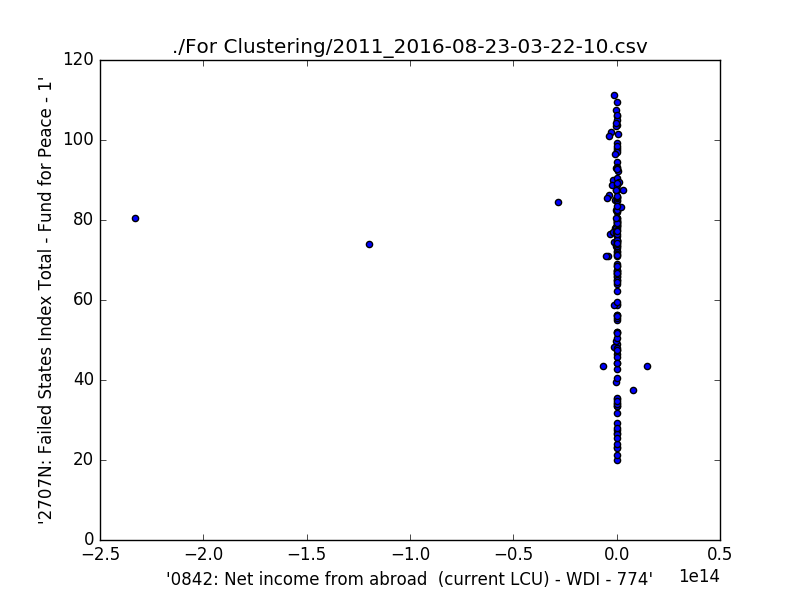 ./For Clustering/2011_2016-08-23-03-22-10.csv
120
100
80
60
40
20
0
'2707N: Failed States Index Total - Fund for Peace - 1'
−2.5 −2.0 −1.5 −1.0 −0.5 0.0 0.5
1e14
'0842: Net income from abroad  (current LCU) - WDI - 774'